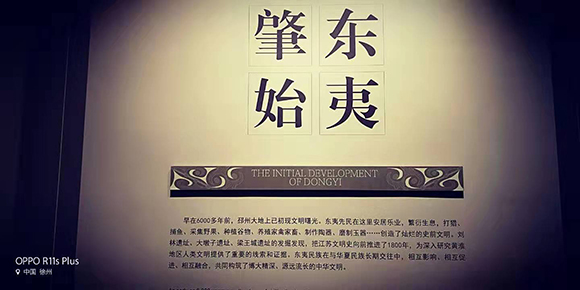 东夷
肇始
THE INITIAL DEVELOPMENT
OF DONGYI
早在6000多年前，邳州大地上已初现文明曙光。东夷先民在这里安居乐业，繁衍生息，打猎、
捕鱼、采集野果、种植谷物、养殖家禽家畜、制作陶器、磨制玉器……创造了灿烂的史前文明。刘
林遗址、大墩子遗址、梁王城遗址的发掘发现，把江苏文明史向前推进了1800年，为深入研究黄淮
地区人类文明提供了重要的线索和证据。东夷民族在与华夏民族长期交往中，相互影响，相互促
进，相互融合，共同构筑了博大精深、源远流长的中华文明。
OPPO R11s Plus
中国 徐州